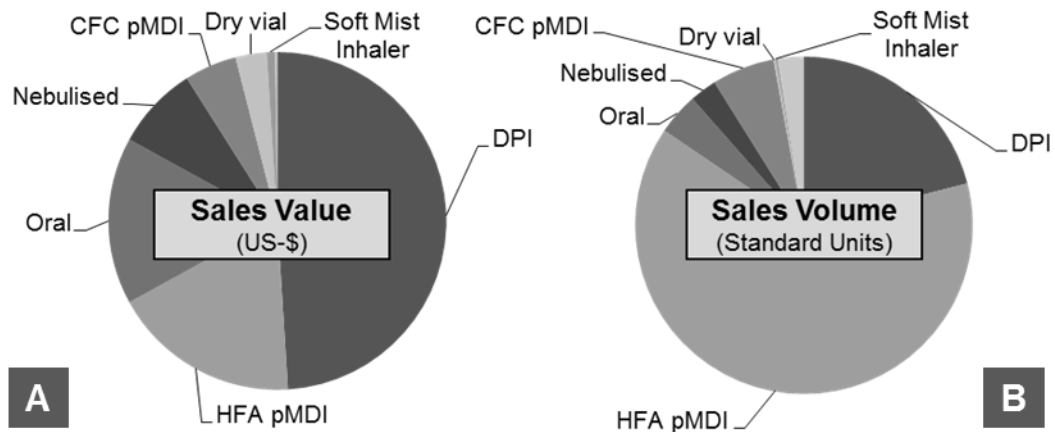 Dry vial
Soft Mist
Inhaler
CFC pMDI
Nebulised
DPI
Oral
Sales Value
(US-$)
HFA pMDI
A
Soft Mist
Inhaler
CFC pMDI
Dry vial
Nebulised
Oral
DPI
Sales Volume
(Standard Units)
HFA pMDI
B